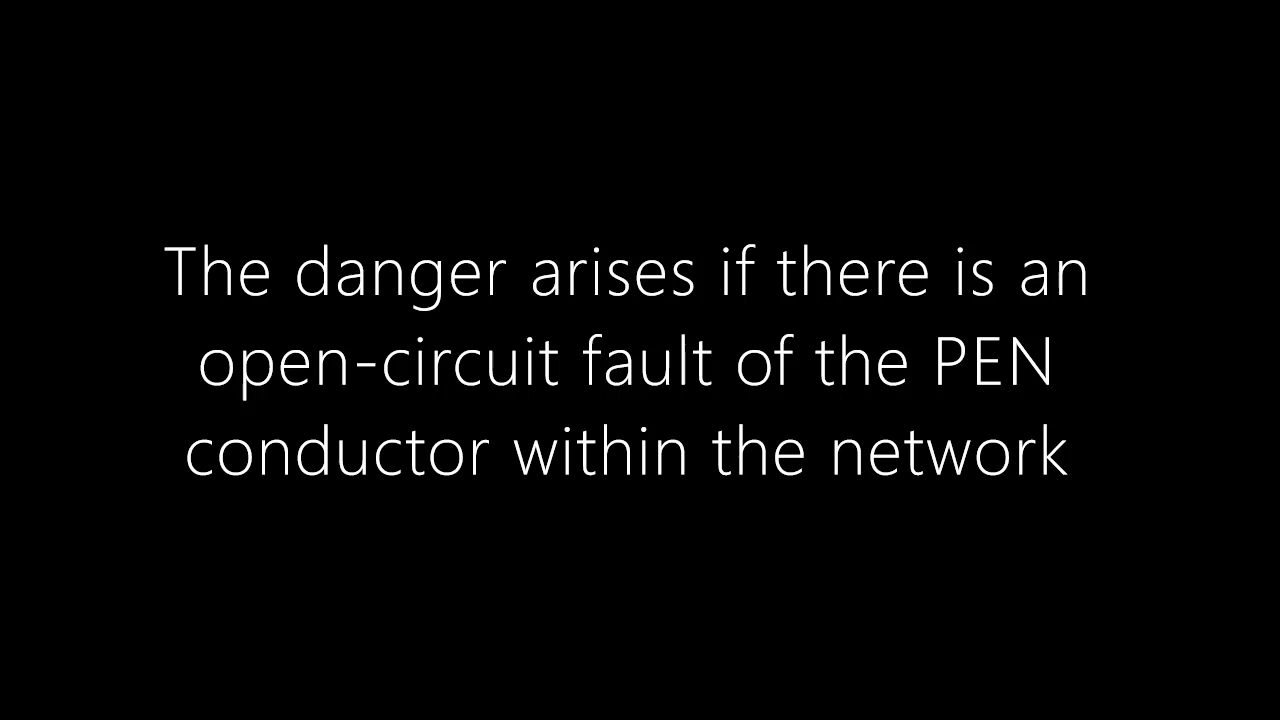 The danger arises if there is an
open-circuit fault of the PEN
conductor within the network